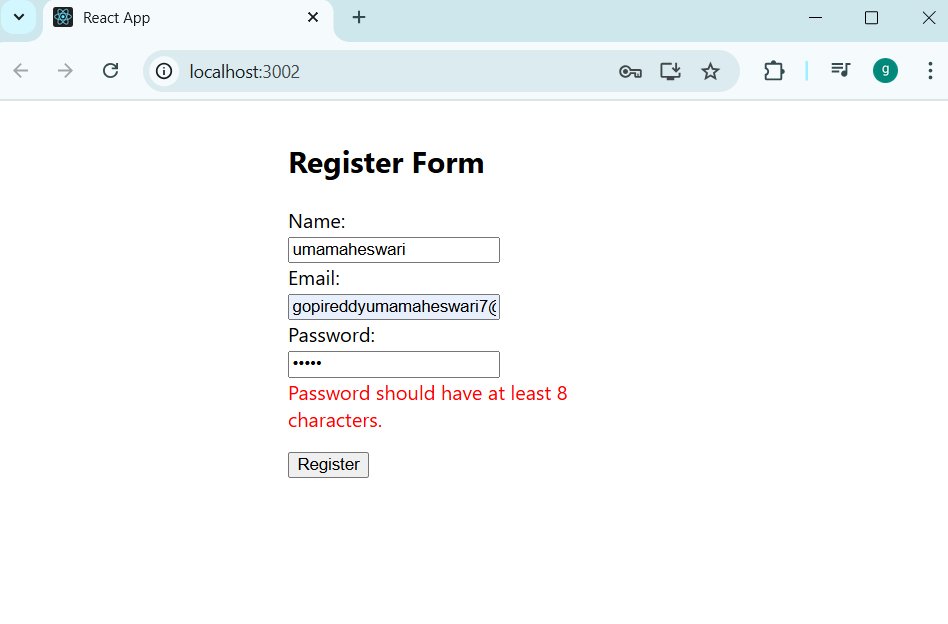 React App
localhost:3002
g
Register Form
Name:
umamaheswari
Email:
gopireddyumamaheswari7@
Password:
•••••
Password should have at least 8
characters.
Register